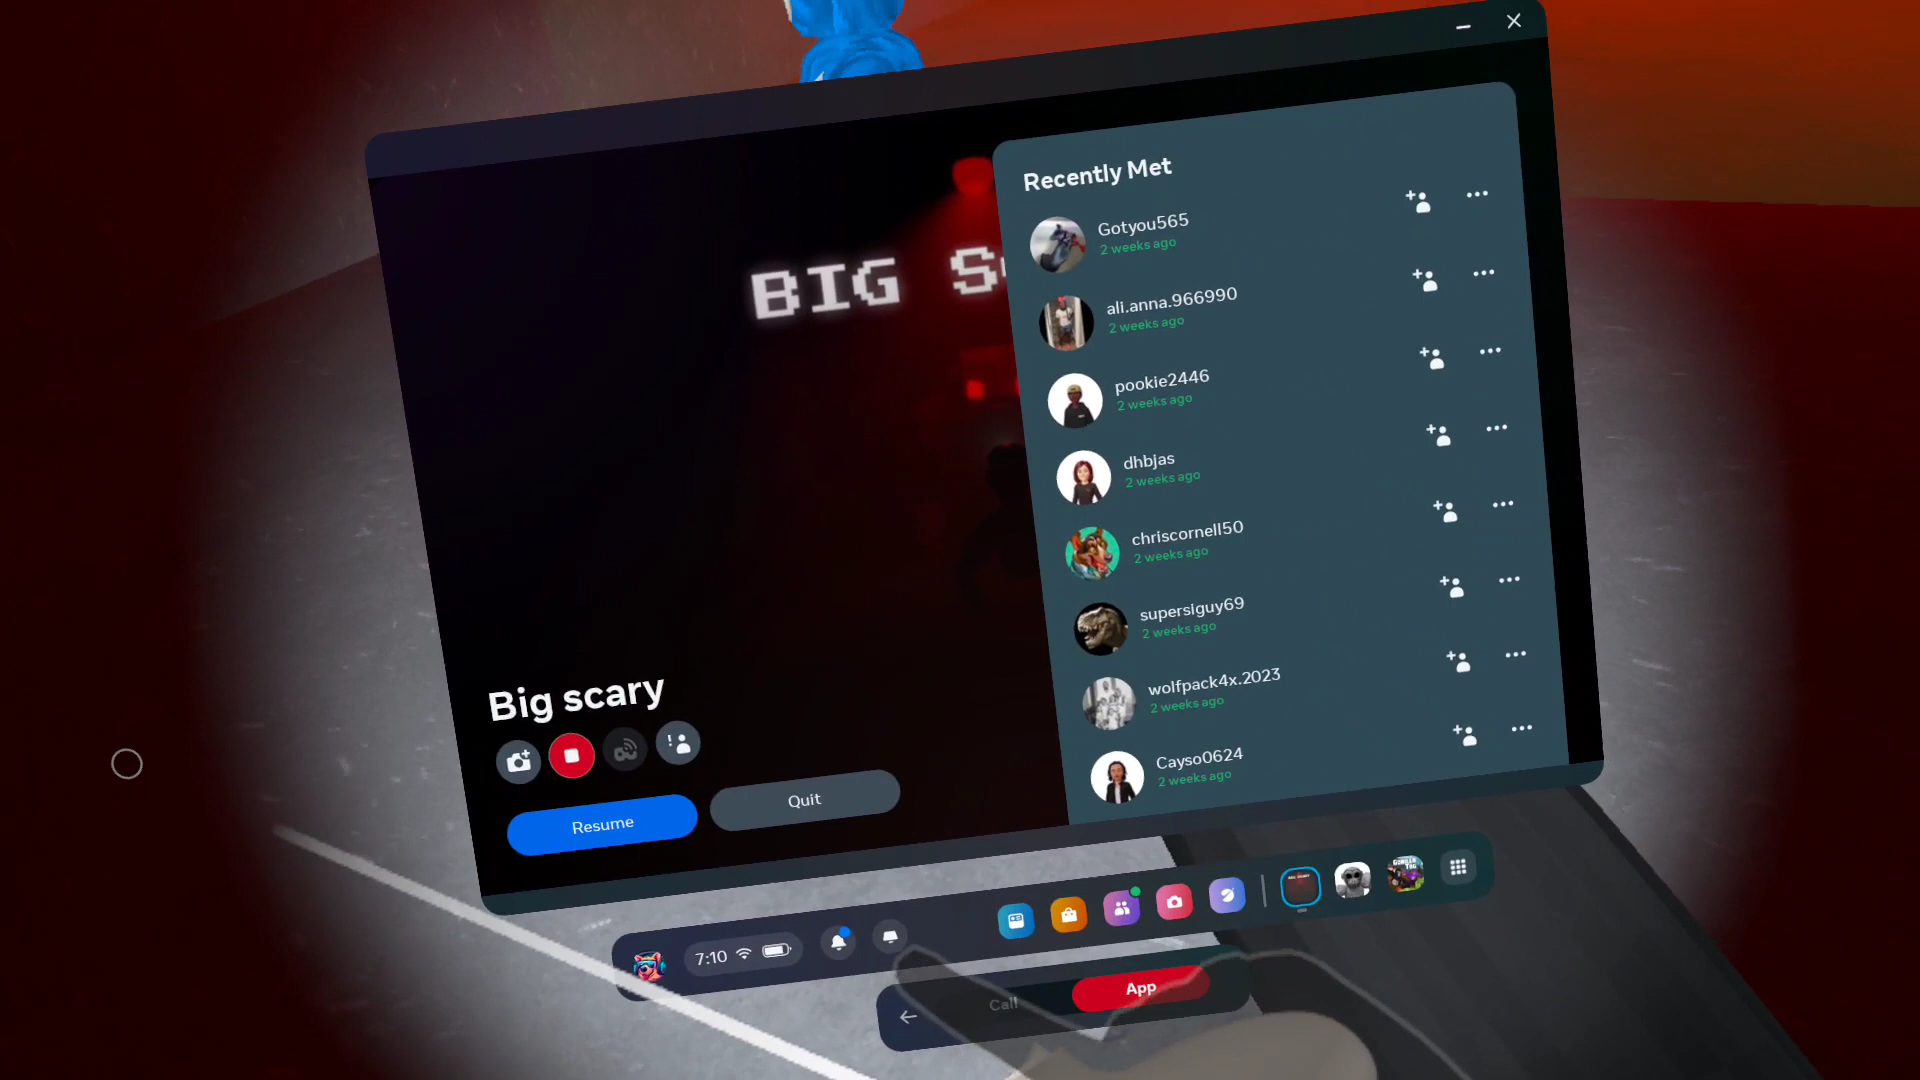 BIG S
Recently Met
Gotyou565
2 weeks ago
ali.anna.966990
2 weeks ago
pookie2446
2 weeks ago
dhbjas
2 weeks ago
chriscornell50
2 weeks ago
supersiguy69
2 weeks ago
wolfpack4x.2023
2 weeks ago
Cayso0624
2 weeks ago
Big scary
Resume
Quit
7:10
Call
App